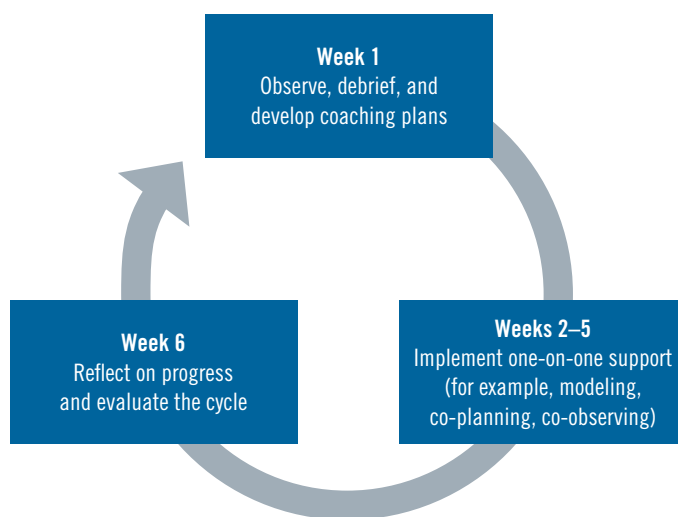 Week 1
Observe, debrief, and
develop coaching plans
Weeks 2–5
Implement one-on-one support
(for example, modeling,
co-planning, co-observing)
Week 6
Reflect on progress
and evaluate the cycle